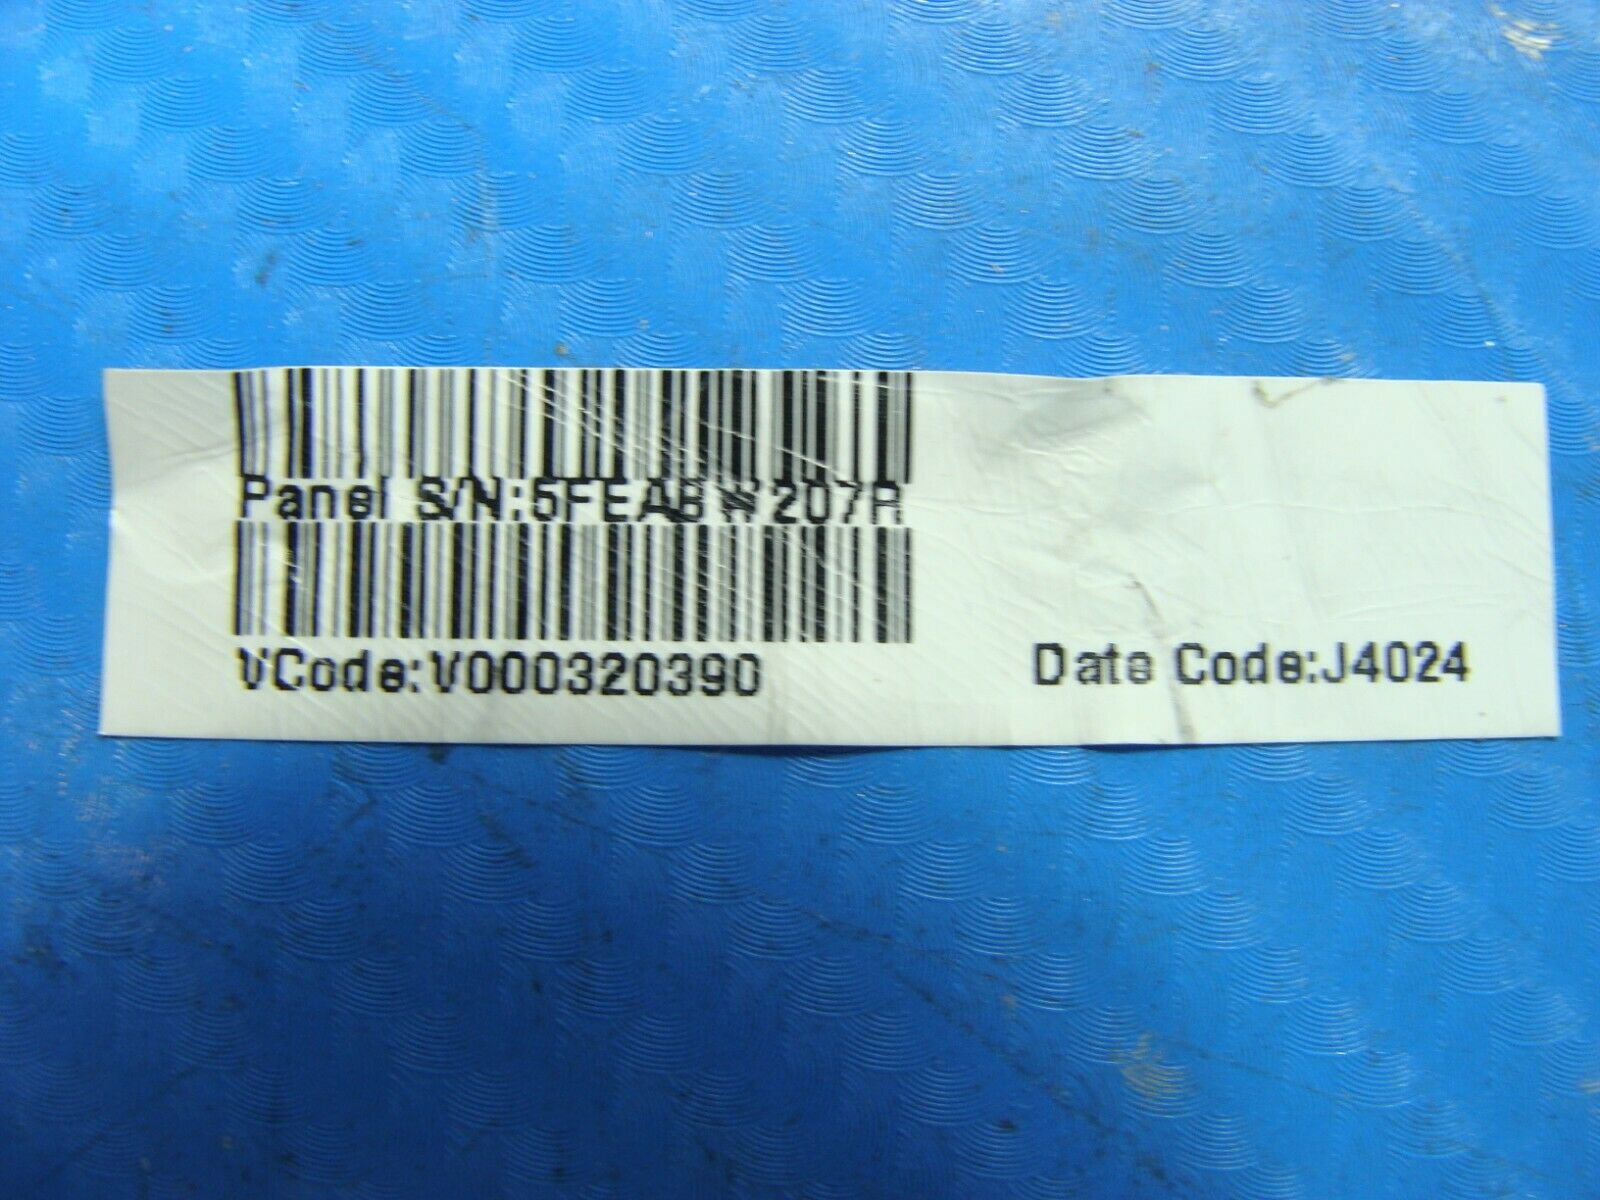 Panel S/N:5FEABW207R
VCode:V000320390
Date Code:J4024